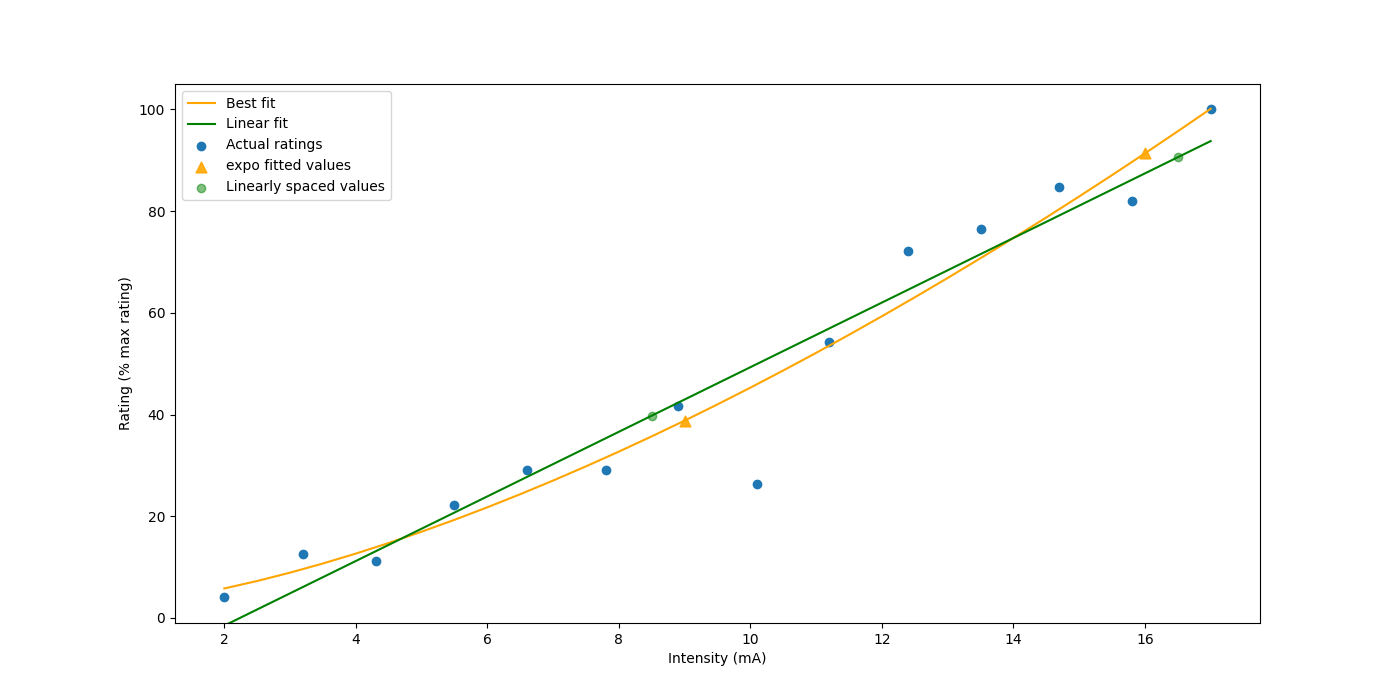 Best fit
Linear fit
Actual ratings
expo fitted values
Linearly spaced values
100
80
60
40
20
0
Rating (% max rating)
2 4 6 8 10 12 14 16
Intensity (mA)